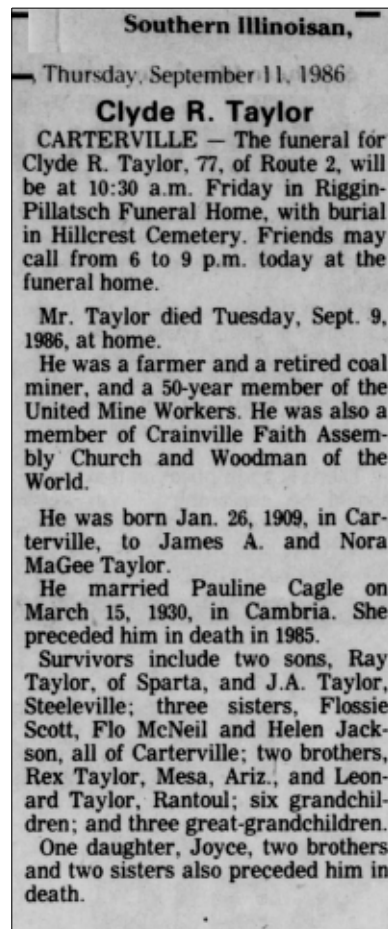 Southern Illinoisan,
Thursday, September 11, 1986
Clyde R. Taylor
CARTERVILLE — The funeral for
Clyde R. Taylor, 77, of Route 2, will
be at 10:30 a.m. Friday in Riggin-
Pillatsch Funeral Home, with burial
in Hillcrest Cemetery. Friends may
call from 6 to 9 p.m. today at the
funeral home.
Mr. Taylor died Tuesday, Sept. 9,
1986, at home.
He was a farmer and a retired coal
miner, and a 50-year member of the
United Mine Workers. He was also a
member of Crainville Faith Assem-
bly Church and Woodman of the
World.
He was born Jan. 26, 1909, in Car-
terville, to James A. and Nora
MaGee Taylor.
He married Pauline Cagle on
March 15, 1930, in Cambria. She
preceded him in death in 1985.
Survivors include two sons, Ray
Taylor, of Sparta, and J.A. Taylor,
Steeleville; three sisters, Flossie
Scott, Flo McNeil and Helen Jack-
son, all of Carterville; two brothers,
Rex Taylor, Mesa, Ariz., and Leon-
ard Taylor, Rantoul; six grandchil-
dren; and three great-grandchildren.
One daughter, Joyce, two brothers
and two sisters also preceded him in
death.